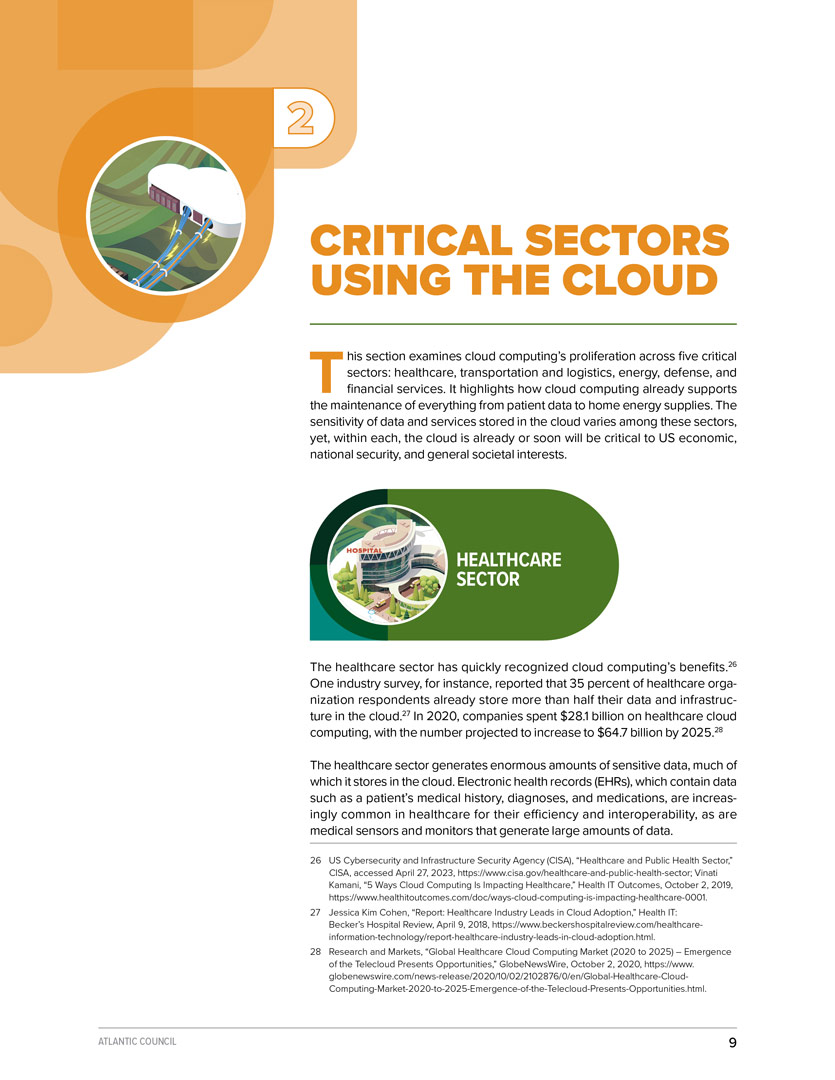 2
CRITICAL SECTORS
USING THE CLOUD
This section examines cloud computing’s proliferation across five critical
sectors: healthcare, transportation and logistics, energy, defense, and
financial services. It highlights how cloud computing already supports
the maintenance of everything from patient data to home energy supplies. The
sensitivity of data and services stored in the cloud varies among these sectors,
yet, within each, the cloud is already or soon will be critical to US economic,
national security, and general societal interests.
HOSPITAL
HEALTHCARE
SECTOR
The healthcare sector has quickly recognized cloud computing’s benefits.26
One industry survey, for instance, reported that 35 percent of healthcare orga-
nization respondents already store more than half their data and infrastruc-
ture in the cloud.27 In 2020, companies spent $28.1 billion on healthcare cloud
computing, with the number projected to increase to $64.7 billion by 2025.28
The healthcare sector generates enormous amounts of sensitive data, much of
which it stores in the cloud. Electronic health records (EHRs), which contain data
such as a patient’s medical history, diagnoses, and medications, are increas-
ingly common in healthcare for their efficiency and interoperability, as are
medical sensors and monitors that generate large amounts of data.
26 US Cybersecurity and Infrastructure Security Agency (CISA), “Healthcare and Public Health Sector,”
CISA, accessed April 27, 2023, https://www.cisa.gov/healthcare-and-public-health-sector; Vinati
Kamani, “5 Ways Cloud Computing Is Impacting Healthcare,” Health IT Outcomes, October 2, 2019,
https://www.healthitoutcomes.com/doc/ways-cloud-computing-is-impacting-healthcare-0001.
27 Jessica Kim Cohen, “Report: Healthcare Industry Leads in Cloud Adoption,” Health IT:
Becker’s Hospital Review, April 9, 2018, https://www.beckershospitalreview.com/healthcare-
information-technology/report-healthcare-industry-leads-in-cloud-adoption.html.
28 Research and Markets, “Global Healthcare Cloud Computing Market (2020 to 2025) – Emergence
of the Telecloud Presents Opportunities,” GlobeNewsWire, October 2, 2020, https://www.
globenewswire.com/news-release/2020/10/02/2102876/0/en/Global-Healthcare-Cloud-
Computing-Market-2020-to-2025-Emergence-of-the-Telecloud-Presents-Opportunities.html.
ATLANTIC COUNCIL
9